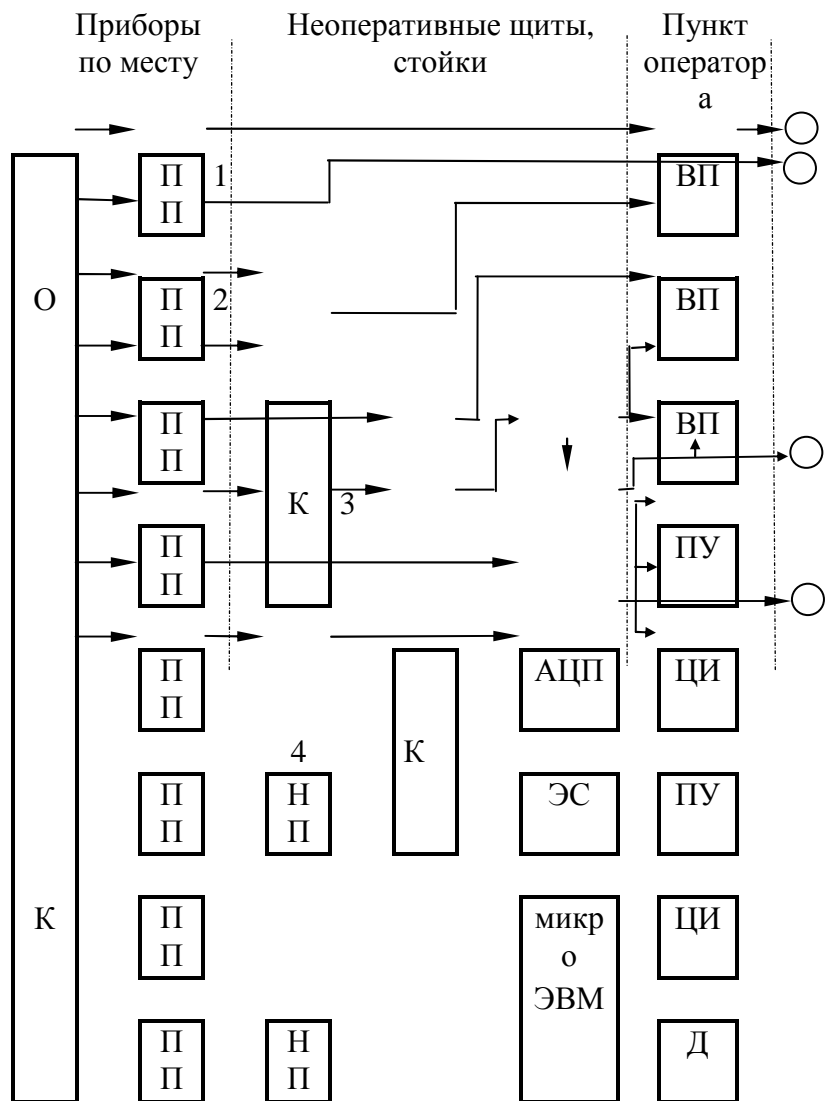 Приборы
по месту
Неоперативные щиты,
стойки
Пункт
оператор
а
П
П
1
ВП
О
П
П
2
ВП
П
П
К
3
ВП
П
П
ПУ
П
П
К
АЦП
ЦИ
4
П
П
Н
П
ЭС
ПУ
К
П
П
микр
о
ЭВМ
ЦИ
П
П
Н
П
Д